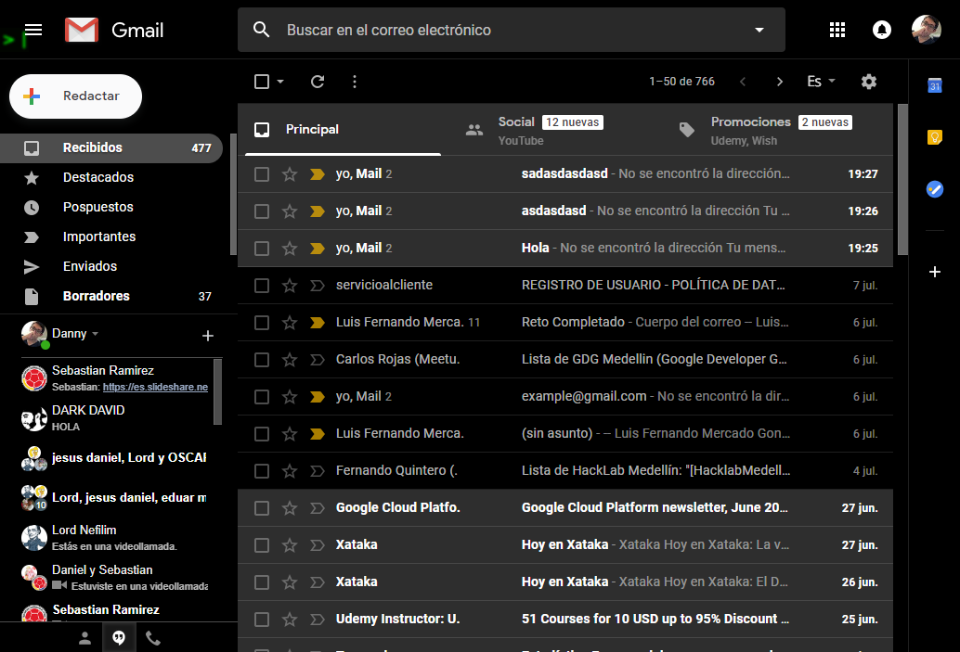 Gmail
Buscar en el correo electrónico
Redactar
1–50 de 766
Es
31
Recibidos 477
Destacados
Pospuestos
Importantes
Enviados
Borradores 37
Principal
Social 12 nuevas
YouTube
Promociones 2 nuevas
Udemy, Wish
yo, Mail 2 sadasdasdasd - No se encontró la dirección… 19:27
yo, Mail 2 asdasdasd - No se encontró la dirección Tu … 19:26
yo, Mail 2 Hola - No se encontró la dirección Tu mens… 19:25
servicioalcliente REGISTRO DE USUARIO - POLÍTICA DE DAT… 7 jul.
Luis Fernando Merca. 11 Reto Completado - Cuerpo del correo -- Luis… 6 jul.
Carlos Rojas (Meetu. Lista de GDG Medellin (Google Developer G… 6 jul.
yo, Mail 2 example@gmail.com - No se encontró la dir… 6 jul.
Luis Fernando Merca. (sin asunto) - -- Luis Fernando Mercado Gon… 6 jul.
Fernando Quintero (. Lista de HackLab Medellín: "[HacklabMedell… 4 jul.
Google Cloud Platfo. Google Cloud Platform newsletter, June 20… 27 jun.
Xataka Hoy en Xataka - Xataka Hoy en Xataka: La v… 27 jun.
Xataka Hoy en Xataka - Xataka Hoy en Xataka: El D… 26 jun.
Udemy Instructor: U. 51 Courses for 10 USD up to 95% Discount … 25 jun.
Danny
Sebastian Ramirez
Sebastian: https://es.slideshare.ne
DARK DAVID
HOLA
jesus daniel, Lord y OSCAR
Lord, jesus daniel, eduar m
10
Lord Nefilim
Estás en una videollamada.
Daniel y Sebastian
Estuviste en una videollamada
Sebastian Ramirez